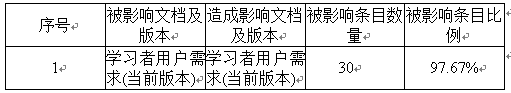 序号 被影响文档及版本 造成影响文档及版本 被影响条目数量 被影响条目比例
1 学习者用户需求(当前版本) 学习者用户需求(当前版本) 30 97.67%